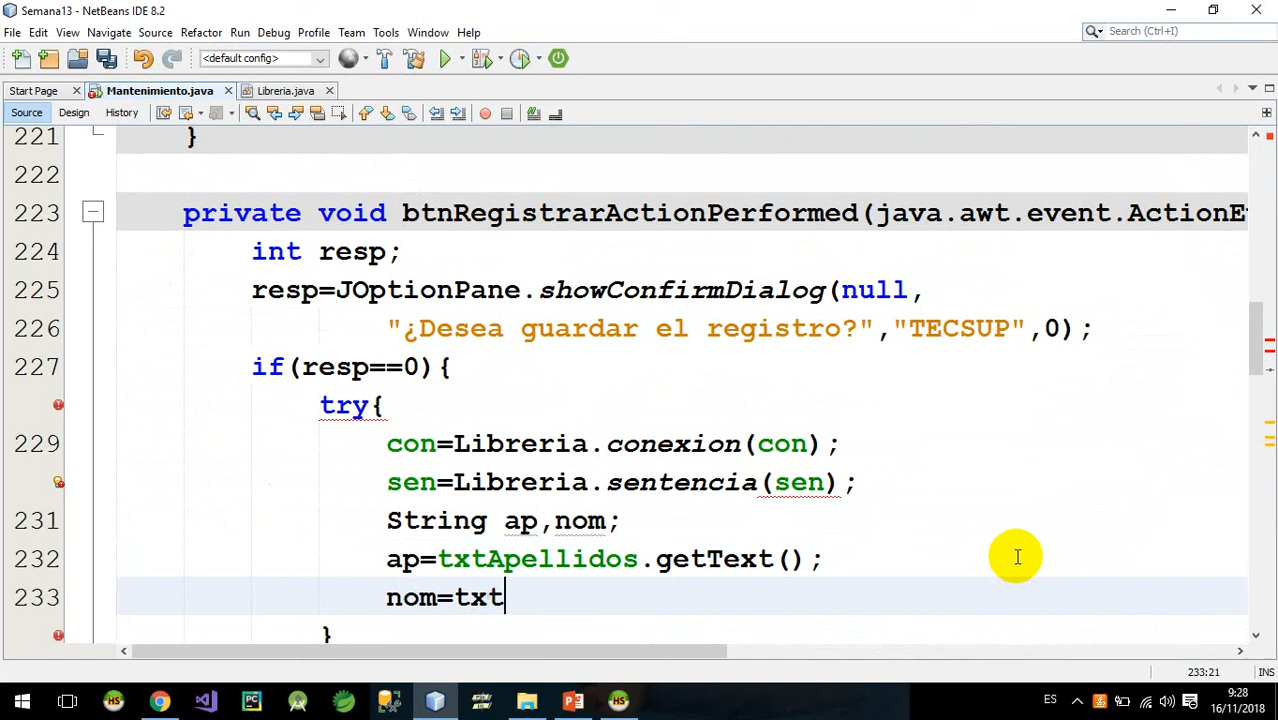 Semana13 - NetBeans IDE 8.2
File Edit View Navigate Source Refactor Run Debug Profile Team Tools Window Help
Search (Ctrl+I)
<default config>
Start Page Mantenimiento.java Libreria.java
Source Design History
221 }
222
223 private void btnRegistrarActionPerformed(java.awt.event.ActionE
224 int resp;
225 resp=JOptionPane.showConfirmDialog(null,
226 "¿Desea guardar el registro?","TECSUP",0);
227 if(resp==0){
try{
229 con=Libreria.conexion(con);
sen=Libreria.sentencia(sen);
231 String ap,nom;
232 ap=txtApellidos.getText();
233 nom=txt
}
233:21 INS
HS PC HS
ES 9:28
16/11/2018